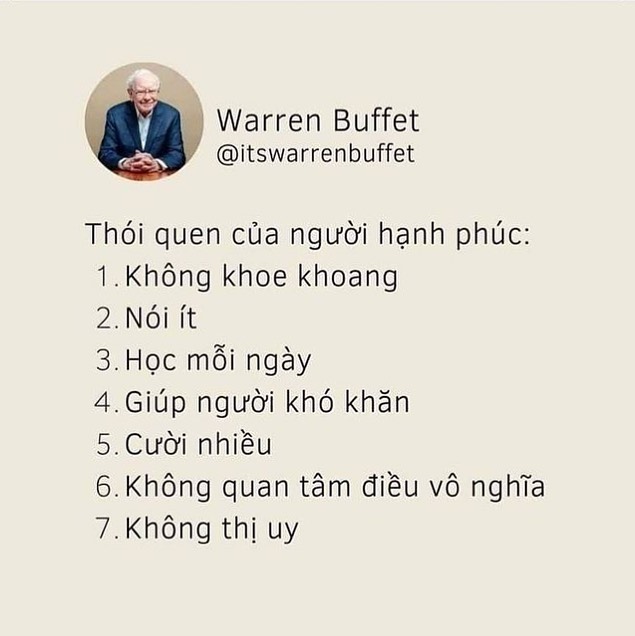 Warren Buffet
@itswarrenbuffet
Thói quen của người hạnh phúc:
1. Không khoe khoang
2. Nói ít
3. Học mỗi ngày
4. Giúp người khó khăn
5. Cười nhiều
6. Không quan tâm điều vô nghĩa
7. Không thị uy